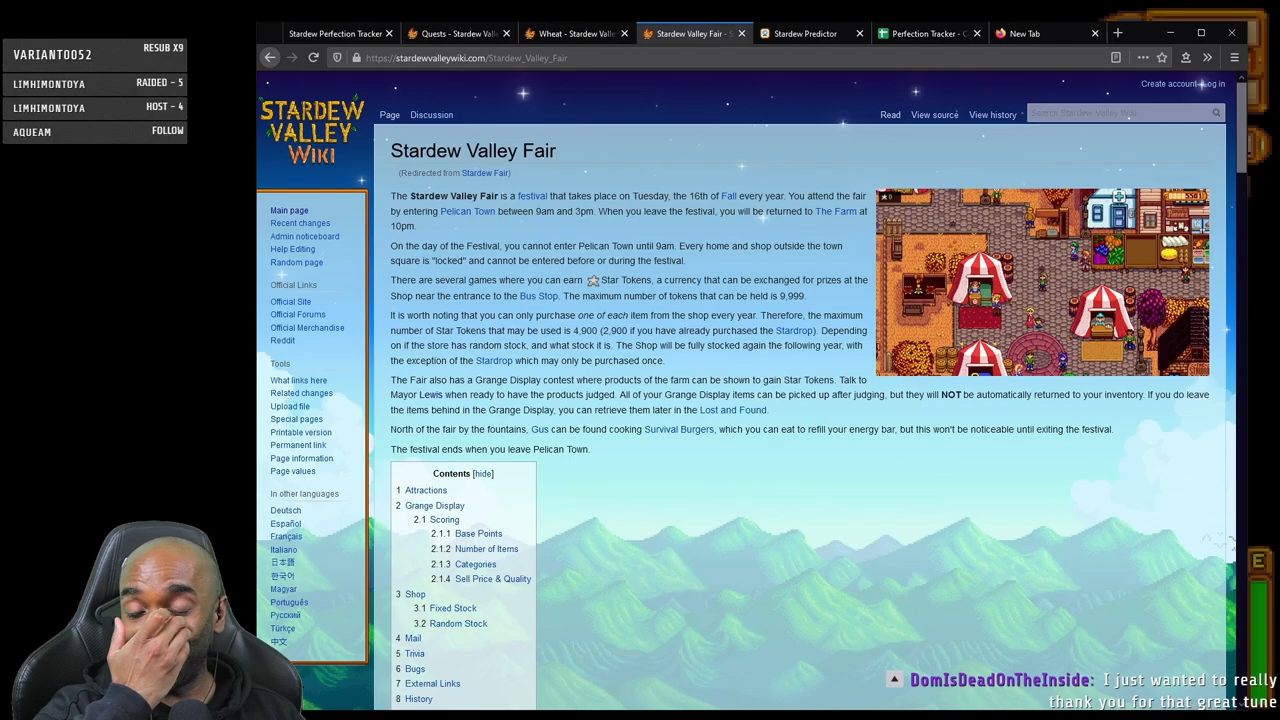 VARIANT0052 RESUB X9
LIMHIMONTOYA RAIDED - 5
LIMHIMONTOYA HOST - 4
AQUEAM FOLLOW
Stardew Perfection Tracker
Quests - Stardew Vall
Wheat - Stardew Valle
Stardew Valley Fair - S
Stardew Predictor
Perfection Tracker - C
New Tab
https://stardewvalleywiki.com/Stardew_Valley_Fair
Create account Log in
STARDEW
VALLEY
WIKI
Page Discussion Read View source View history Search Stardew Valley Wiki
Stardew Valley Fair
(Redirected from Stardew Fair)
The Stardew Valley Fair is a festival that takes place on Tuesday, the 16th of Fall every year. You attend the fair
by entering Pelican Town between 9am and 3pm. When you leave the festival, you will be returned to The Farm at
10pm.
On the day of the Festival, you cannot enter Pelican Town until 9am. Every home and shop outside the town
square is "locked" and cannot be entered before or during the festival.
There are several games where you can earn Star Tokens, a currency that can be exchanged for prizes at the
Shop near the entrance to the Bus Stop. The maximum number of tokens that can be held is 9,999.
It is worth noting that you can only purchase one of each item from the shop every year. Therefore, the maximum
number of Star Tokens that may be used is 4,900 (2,900 if you have already purchased the Stardrop). Depending
on if the store has random stock, and what stock it is. The Shop will be fully stocked again the following year, with
the exception of the Stardrop which may only be purchased once.
The Fair also has a Grange Display contest where products of the farm can be shown to gain Star Tokens. Talk to
Mayor Lewis when ready to have the products judged. All of your Grange Display items can be picked up after judging, but they will NOT be automatically returned to your inventory. If you do leave
the items behind in the Grange Display, you can retrieve them later in the Lost and Found.
North of the fair by the fountains, Gus can be found cooking Survival Burgers, which you can eat to refill your energy bar, but this won't be noticeable until exiting the festival.
The festival ends when you leave Pelican Town.
Contents [hide]
1 Attractions
2 Grange Display
2.1 Scoring
2.1.1 Base Points
2.1.2 Number of Items
2.1.3 Categories
2.1.4 Sell Price & Quality
3 Shop
3.1 Fixed Stock
3.2 Random Stock
4 Mail
5 Trivia
6 Bugs
7 External Links
8 History
Main page
Recent changes
Admin noticeboard
Help Editing
Random page
Official Links
Official Site
Official Forums
Official Merchandise
Reddit
Tools
What links here
Related changes
Upload file
Special pages
Printable version
Permanent link
Page information
Page values
In other languages
Deutsch
Español
Français
Italiano
日本語
한국어
Magyar
Português
Русский
Türkçe
中文
E
DomIsDeadOnTheInside: I just wanted to really
thank you for that great tune